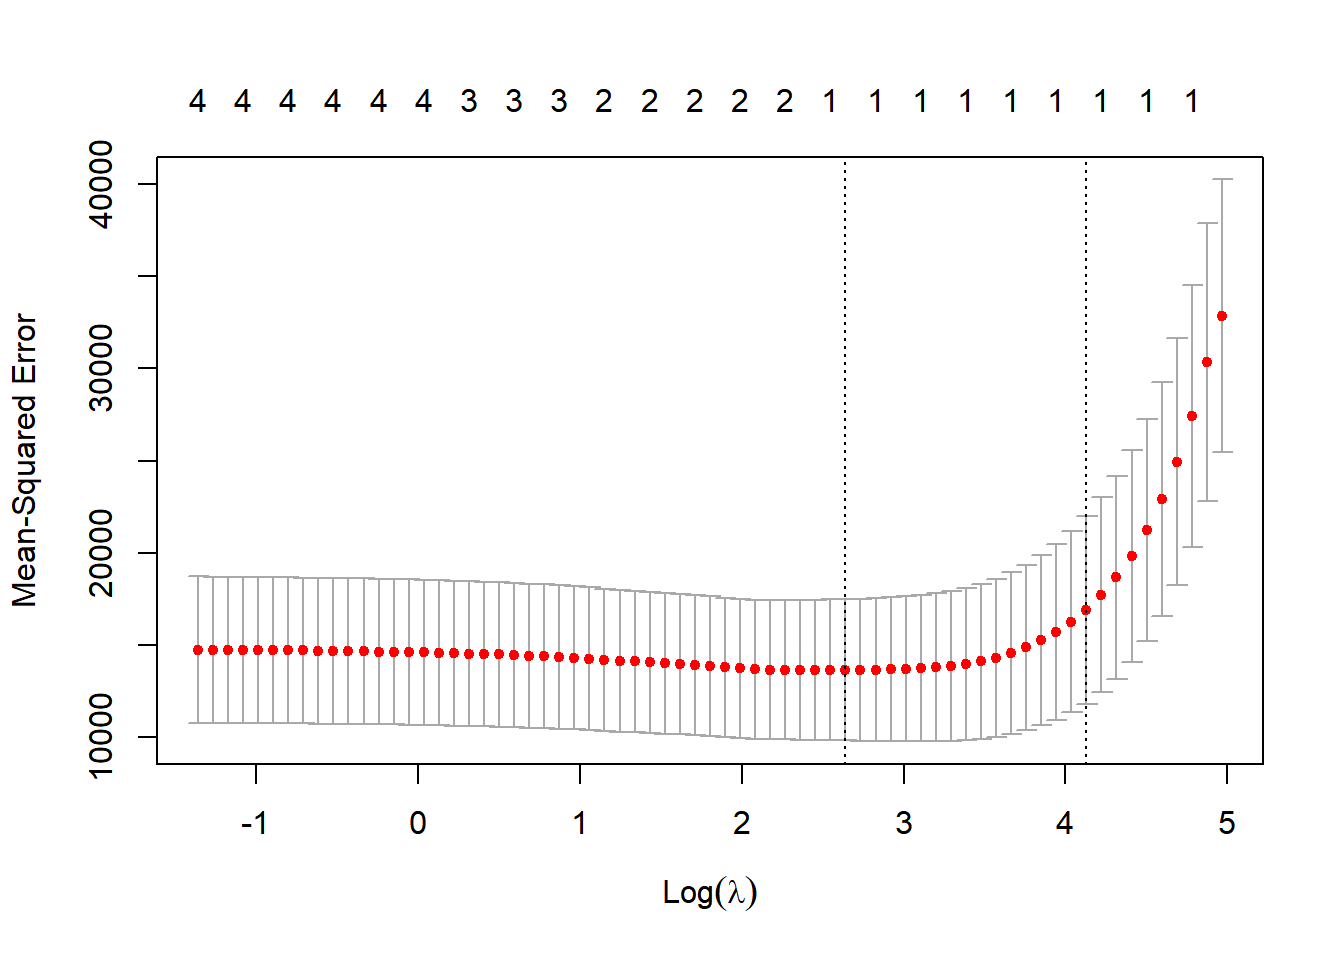 4 4 4 4 4 4 3 3 3 2 2 2 2 2 1 1 1 1 1 1 1 1 1
40000
30000
20000
10000
Mean-Squared Error
-1 0 1 2 3 4 5
Log(λ)